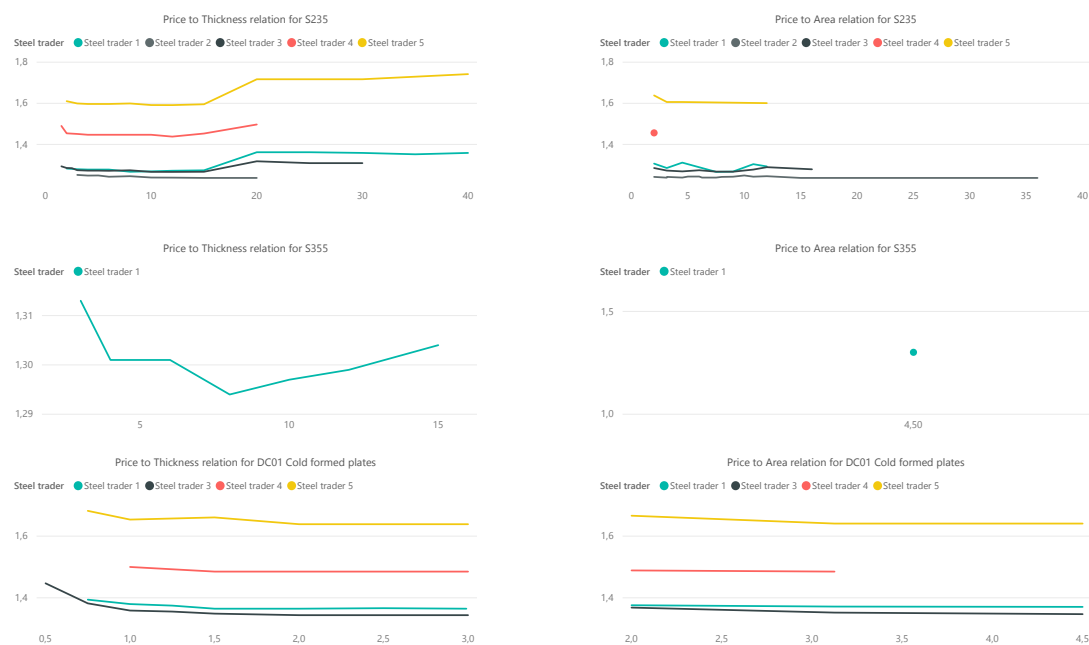 Price to Thickness relation for S235
Steel trader Steel trader 1 Steel trader 2 Steel trader 3 Steel trader 4 Steel trader 5
1,8
1,6
1,4
0 10 20 30 40
Price to Area relation for S235
Steel trader Steel trader 1 Steel trader 2 Steel trader 3 Steel trader 4 Steel trader 5
1,8
1,6
1,4
0 5 10 15 20 25 30 35 40
Price to Thickness relation for S355
Steel trader Steel trader 1
1,31
1,30
1,29
5 10 15
Price to Area relation for S355
Steel trader Steel trader 1
1,5
1,0
4,50
Price to Thickness relation for DC01 Cold formed plates
Steel trader Steel trader 1 Steel trader 3 Steel trader 4 Steel trader 5
1,6
1,4
0,5 1,0 1,5 2,0 2,5 3,0
Price to Area relation for DC01 Cold formed plates
Steel trader Steel trader 1 Steel trader 3 Steel trader 4 Steel trader 5
1,6
1,4
2,0 2,5 3,0 3,5 4,0 4,5